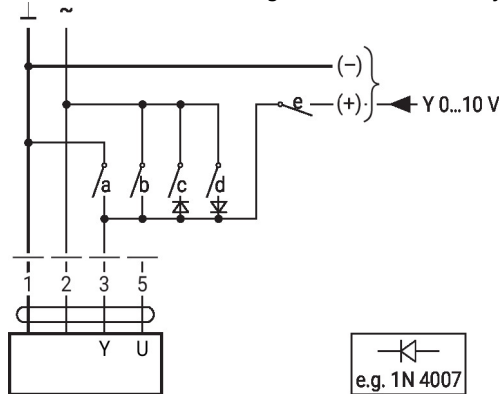 ⊥ ~
(−)
e (+) Y 0...10 V
a b c d
1 2 3 5
Y U
e.g. 1N 4007